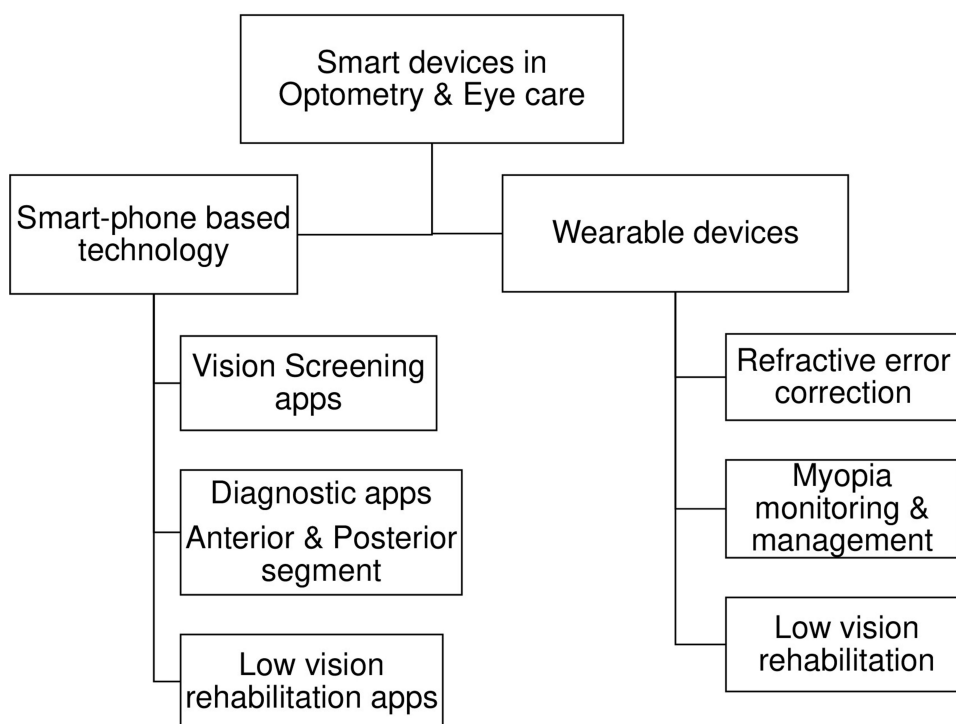 Smart devices in
Optometry & Eye care
Smart-phone based
technology
Wearable devices
Vision Screening
apps
Diagnostic apps
Anterior & Posterior
segment
Low vision
rehabilitation apps
Refractive error
correction
Myopia
monitoring &
management
Low vision
rehabilitation